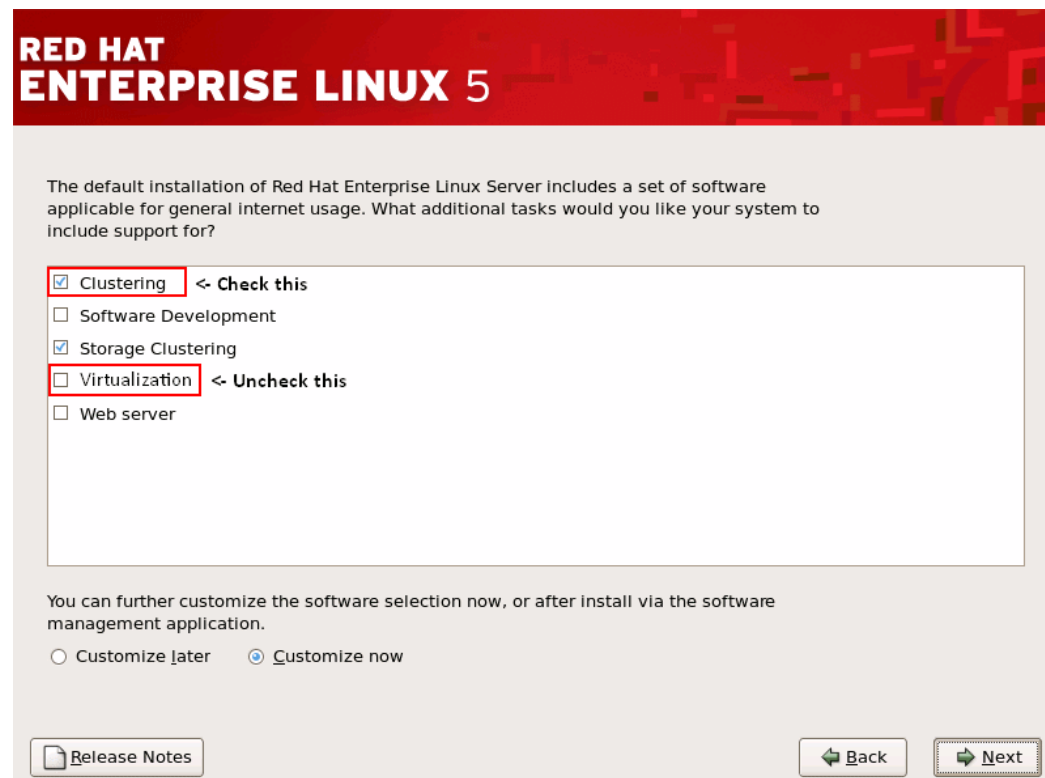 RED HAT
ENTERPRISE LINUX 5
The default installation of Red Hat Enterprise Linux Server includes a set of software
applicable for general internet usage. What additional tasks would you like your system to
include support for?
Clustering <- Check this
Software Development
Storage Clustering
Virtualization <- Uncheck this
Web server
You can further customize the software selection now, or after install via the software
management application.
Customize later Customize now
Release Notes Back Next